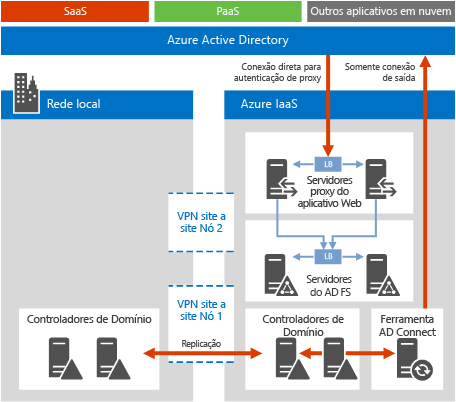 SaaS
PaaS
Outros aplicativos em nuvem
Azure Active Directory
Conexão direta para
autenticação de proxy
Somente conexão
de saída
Rede local
Azure IaaS
LB
Servidores
proxy do
aplicativo Web
VPN site a
site Nó 2
LB
Servidores
do AD FS
VPN site a
site Nó 1
Controladores de Domínio
Replicação
Controladores de
Domínio
Ferramenta
AD Connect